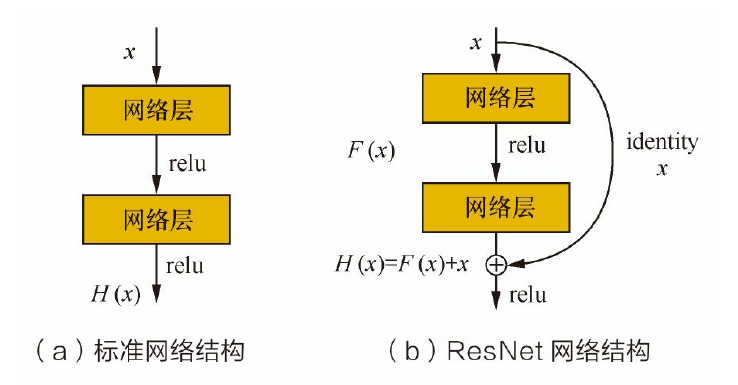 x
网络层
relu
网络层
relu
H (x)
（a）标准网络结构
x
网络层
F (x)
relu
identity
x
网络层
H (x)=F (x)+x
relu
（b）ResNet 网络结构